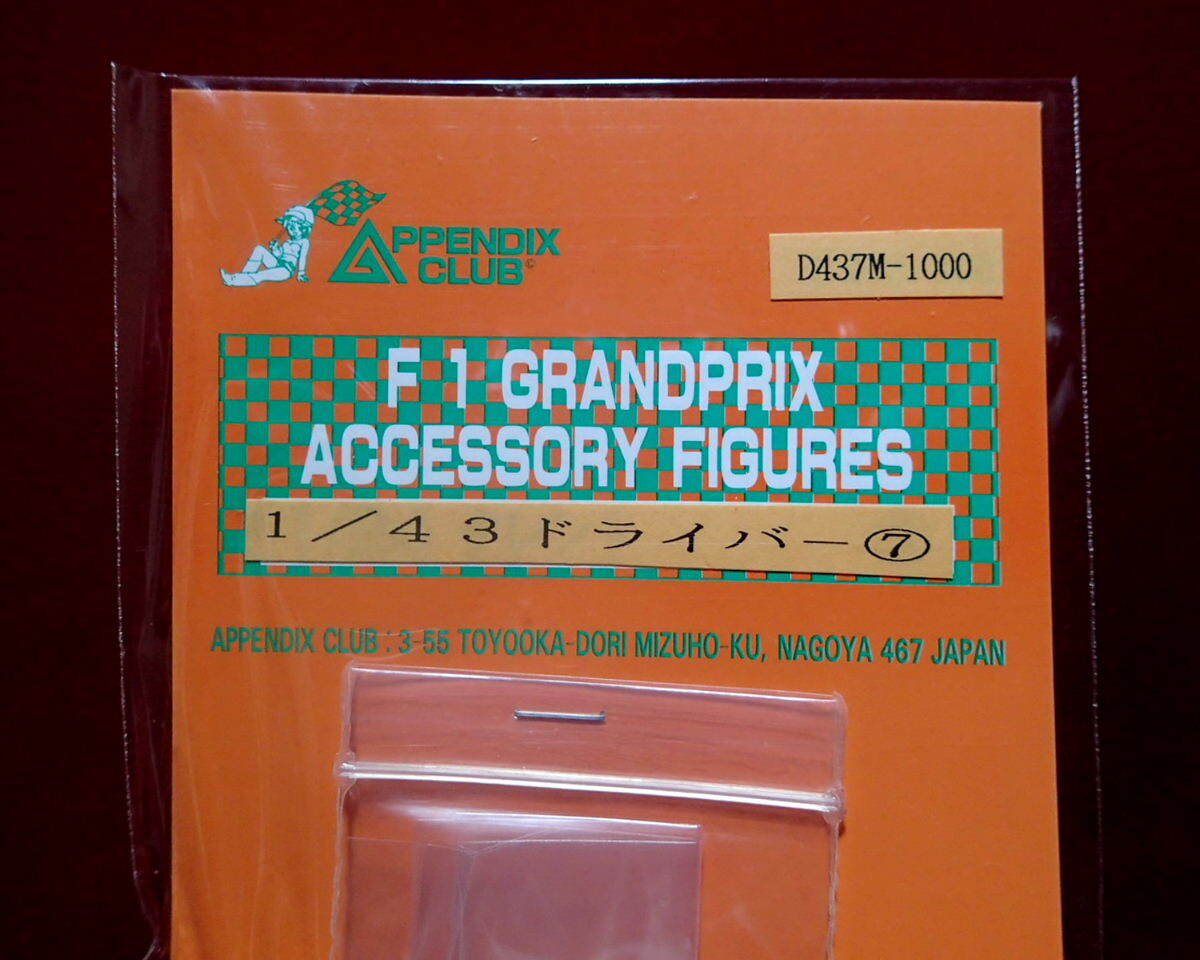 APPENDIX
CLUB©
D437M-1000
F 1 GRANDPRIX
ACCESSORY FIGURES
1/43ドライバー⑦
APPENDIX CLUB : 3-55 TOYOOKA-DORI MIZUHO-KU, NAGOYA 467 JAPAN